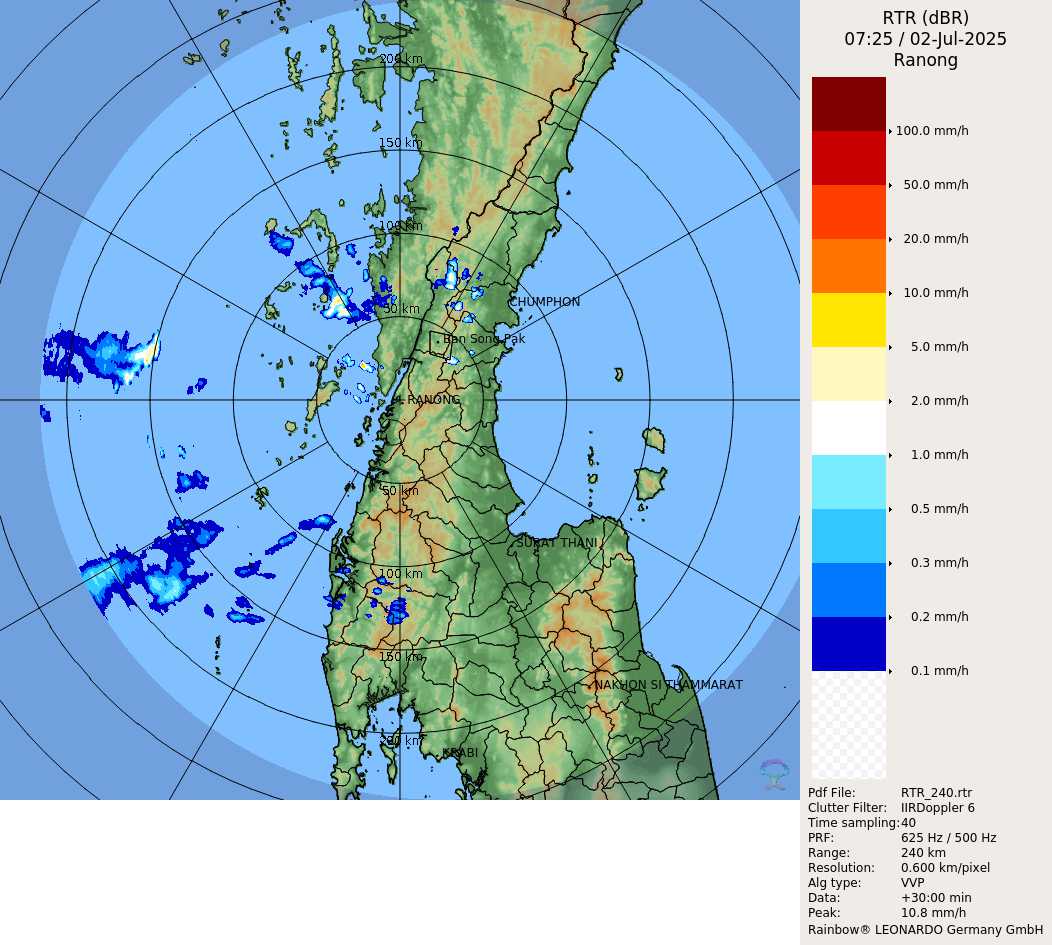 RTR (dBR)
07:25 / 02-Jul-2025
Ranong
200 km
150 km
100 km
50 km
CHUMPHON
Ban Song Pak
RANONG
50 km
SURAT THANI
100 km
150 km
NAKHON SI THAMMARAT
200 km
KRABI
100.0 mm/h
50.0 mm/h
20.0 mm/h
10.0 mm/h
5.0 mm/h
2.0 mm/h
1.0 mm/h
0.5 mm/h
0.3 mm/h
0.2 mm/h
0.1 mm/h
Pdf File: RTR_240.rtr
Clutter Filter: IIRDoppler 6
Time sampling:40
PRF: 625 Hz / 500 Hz
Range: 240 km
Resolution: 0.600 km/pixel
Alg type: VVP
Data: +30:00 min
Peak: 10.8 mm/h
Rainbow® LEONARDO Germany GmbH